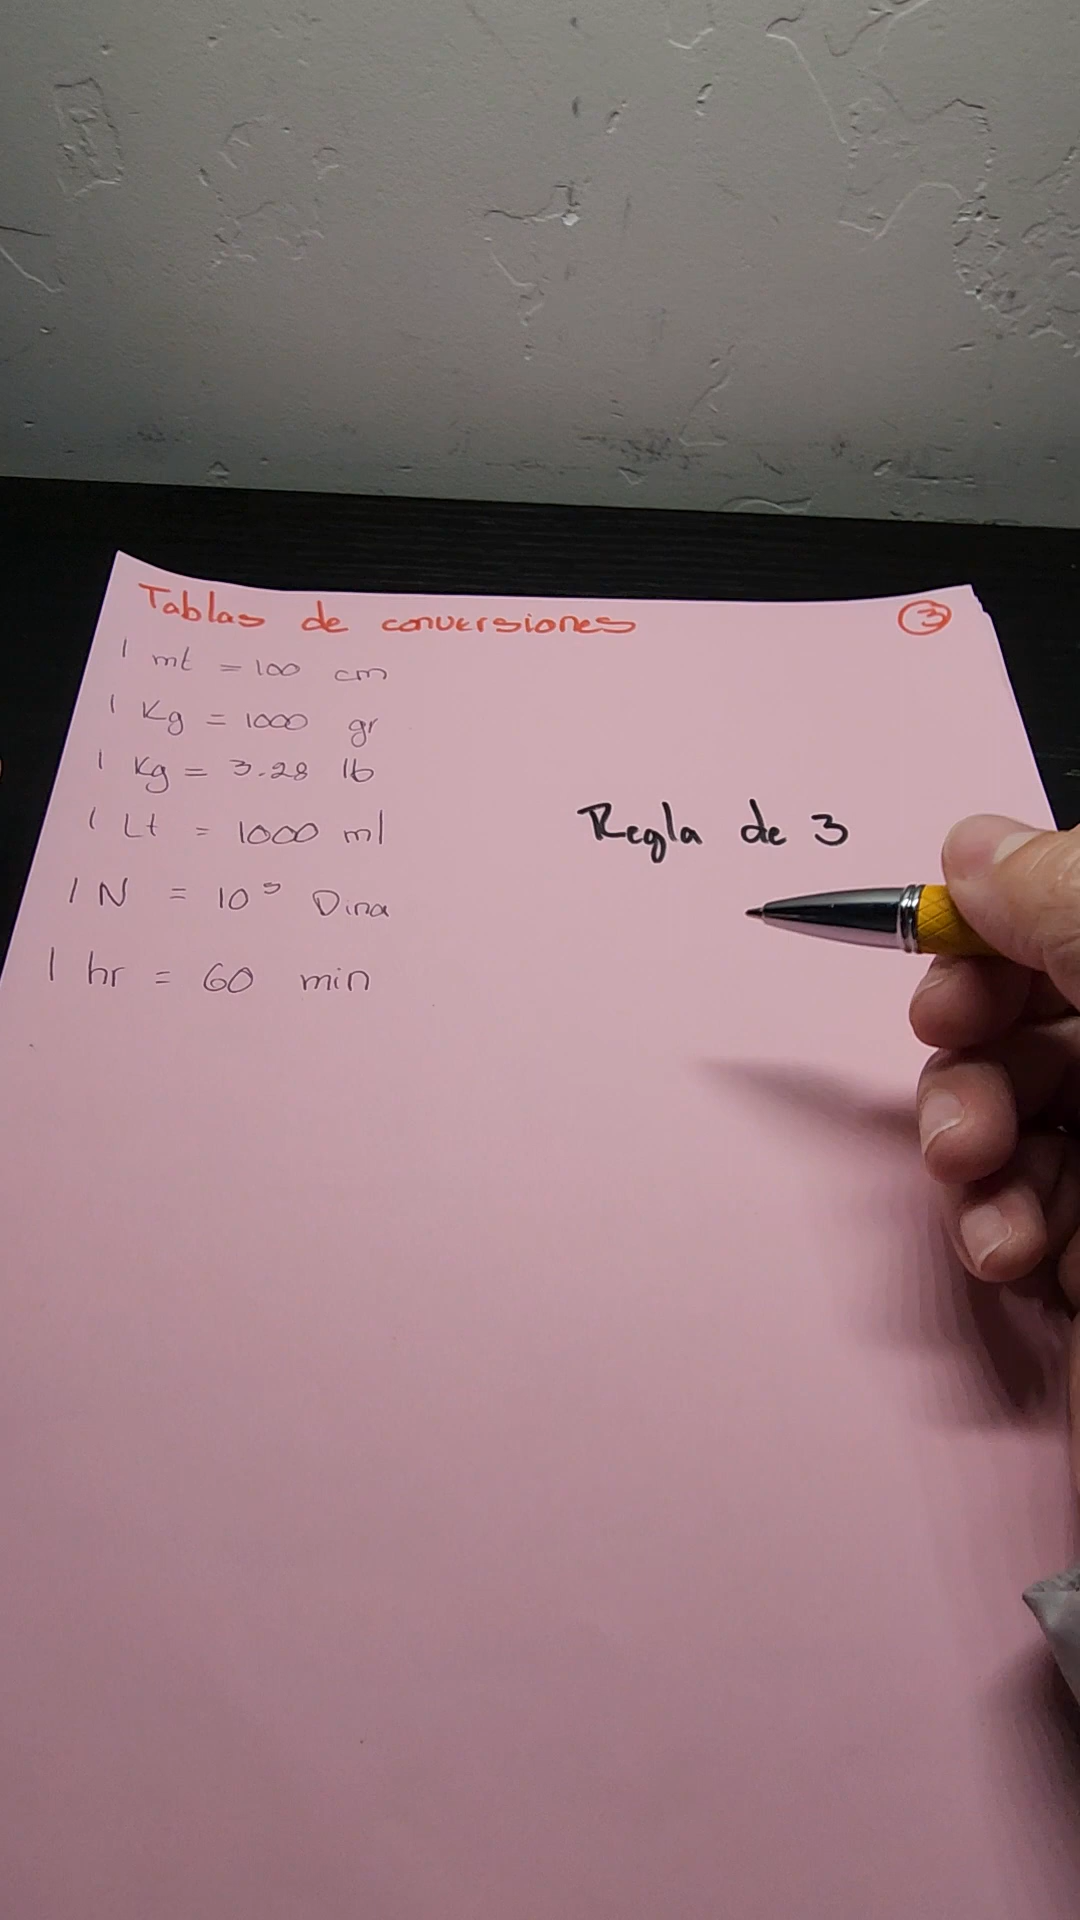 Tablas de conversiones
3
1 mt = 100 cm
1 Kg = 1000 gr
1 Kg = 3.28 lb
1 Lt = 1000 ml
1 N = 10⁵ Dina
1 hr = 60 min
Regla de 3